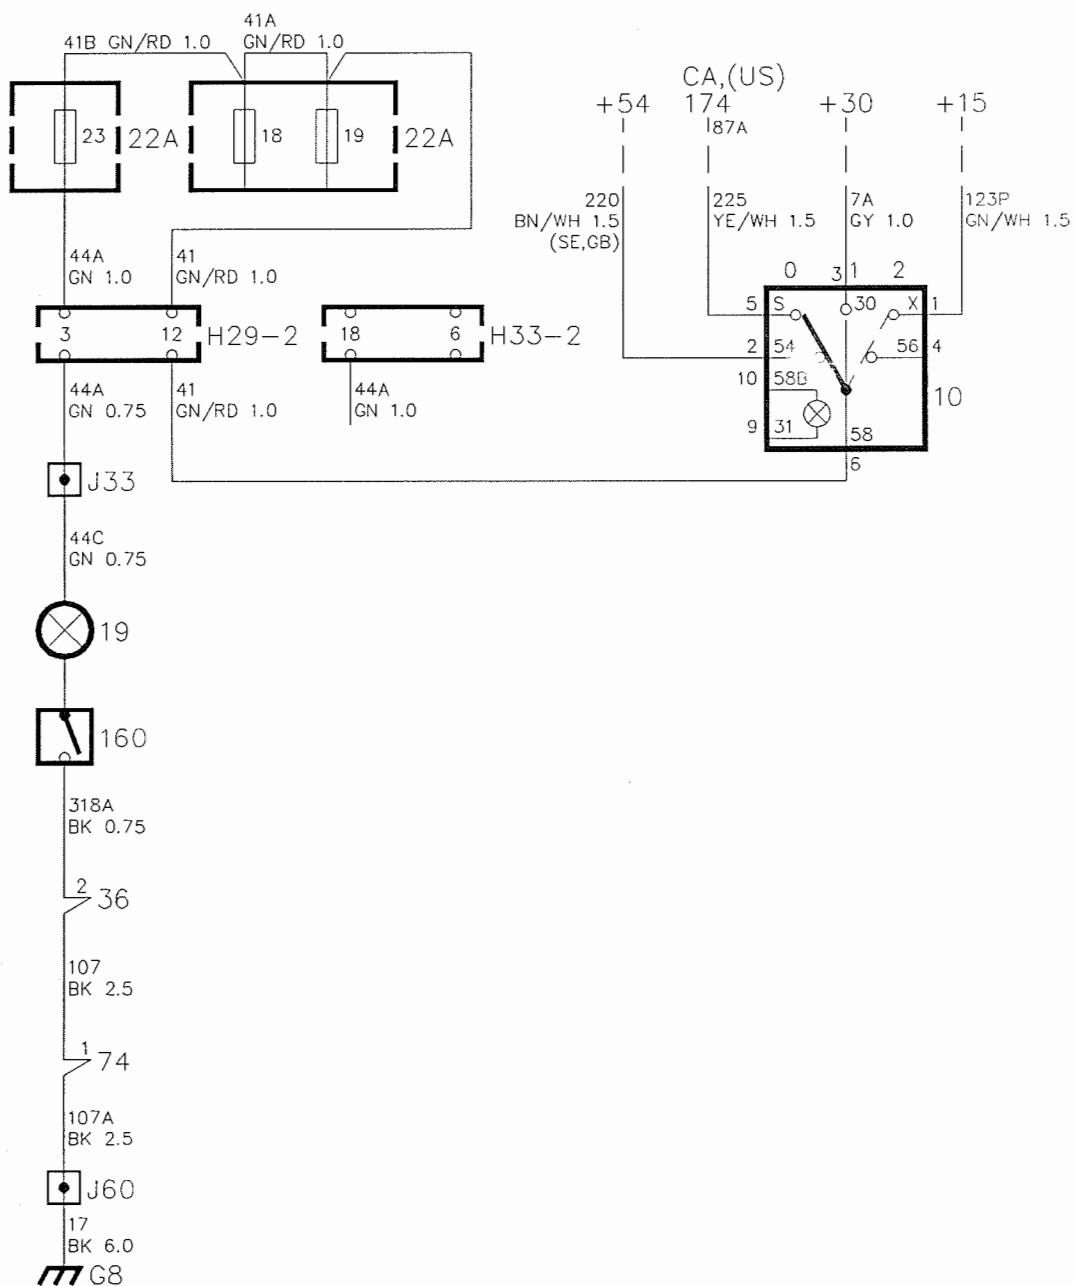 41A
41B GN/RD 1.0 GN/RD 1.0
23 22A 18 19 22A
CA,(US)
+54 174 +30 +15
87A
220 225 7A 123P
BN/WH 1.5 YE/WH 1.5 GY 1.0 GN/WH 1.5
(SE,GB)
44A 41
GN 1.0 GN/RD 1.0
0 3 1 2
5 S 30 X 1
3 12 H29-2 18 6 H33-2
2 54 56 4
44A 41 44A
GN 0.75 GN/RD 1.0 GN 1.0
10 58D 10
9 31 58
6
J33
44C
GN 0.75
19
160
318A
BK 0.75
2
36
107
BK 2.5
1
74
107A
BK 2.5
J60
17
BK 6.0
G8